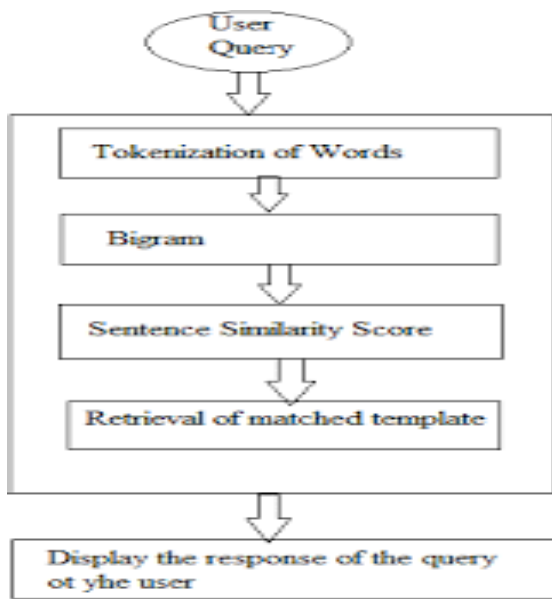 User
Query
Tokenization of Words
Bigram
Sentence Similarity Score
Retrieval of matched template
Display the response of the query
ot yhe user